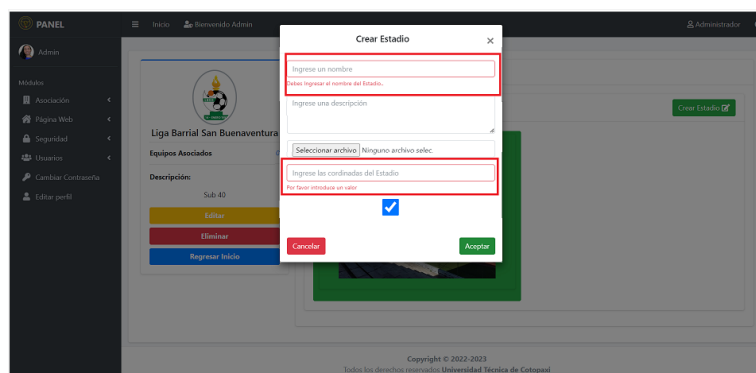 PANEL
Inicio
Bienvenido Admin
Administrador
Admin
Módulos
Asociación
Página Web
Seguridad
Usuarios
Cambiar Contraseña
Editar perfil
Liga Barrial San Buenaventura
Equipos Asociados
Descripción:
Sub 40
Editar
Eliminar
Regresar Inicio
Crear Estadio
×
Ingrese un nombre
Debes Ingresar el nombre del Estadio..
Ingrese una descripción
Seleccionar archivo Ninguno archivo selec.
Ingrese las cordinadas del Estadio
Por favor introduce un valor
Cancelar
Aceptar
Crear Estadio
Copyright © 2022-2023
Todos los derechos reservados Universidad Técnica de Cotopaxi